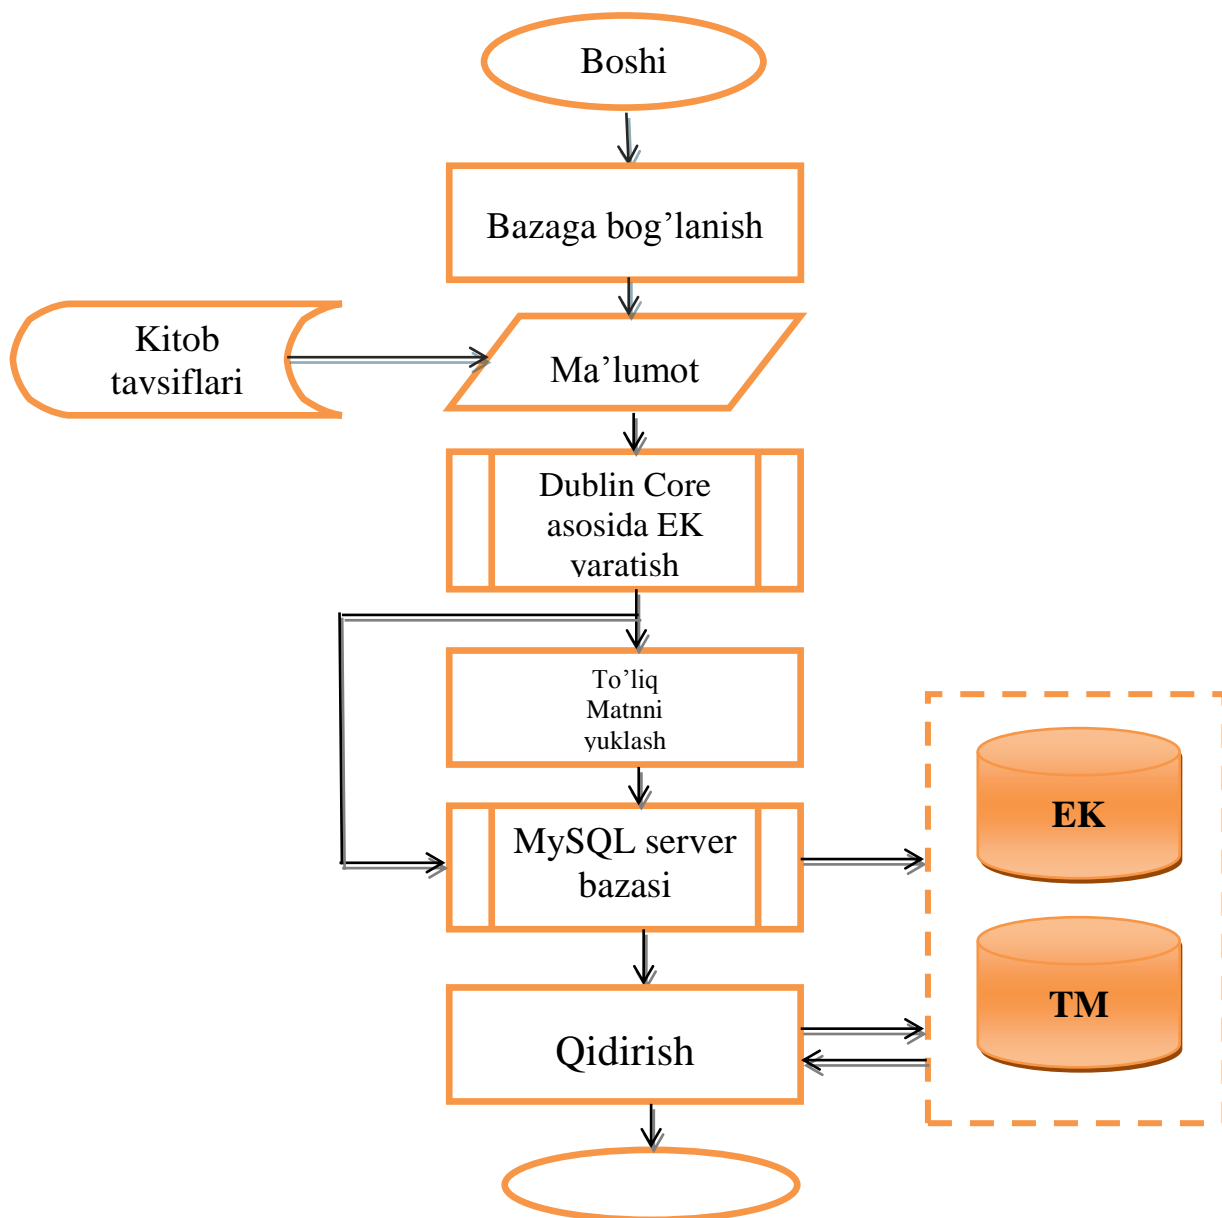 Boshi
Bazaga bog’lanish
Kitob
tavsiflari
Ma’lumot
Dublin Core
asosida EK
yaratish
To’liq
Matnni
yuklash
MySQL server
bazasi
EK
TM
Qidirish